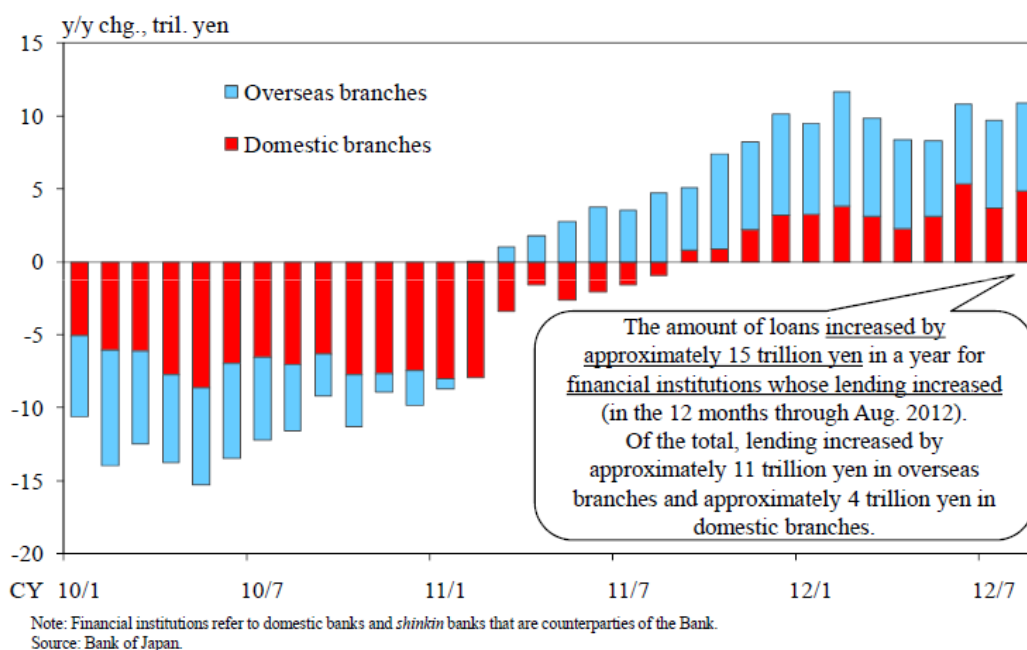 y/y chg., tril. yen
15
10
5
0
-5
-10
-15
-20
Overseas branches
Domestic branches
The amount of loans increased by
approximately 15 trillion yen in a year for
financial institutions whose lending increased
(in the 12 months through Aug. 2012).
Of the total, lending increased by
approximately 11 trillion yen in overseas
branches and approximately 4 trillion yen in
domestic branches.
CY 10/1 10/7 11/1 11/7 12/1 12/7
Note: Financial institutions refer to domestic banks and shinkin banks that are counterparties of the Bank.
Source: Bank of Japan.